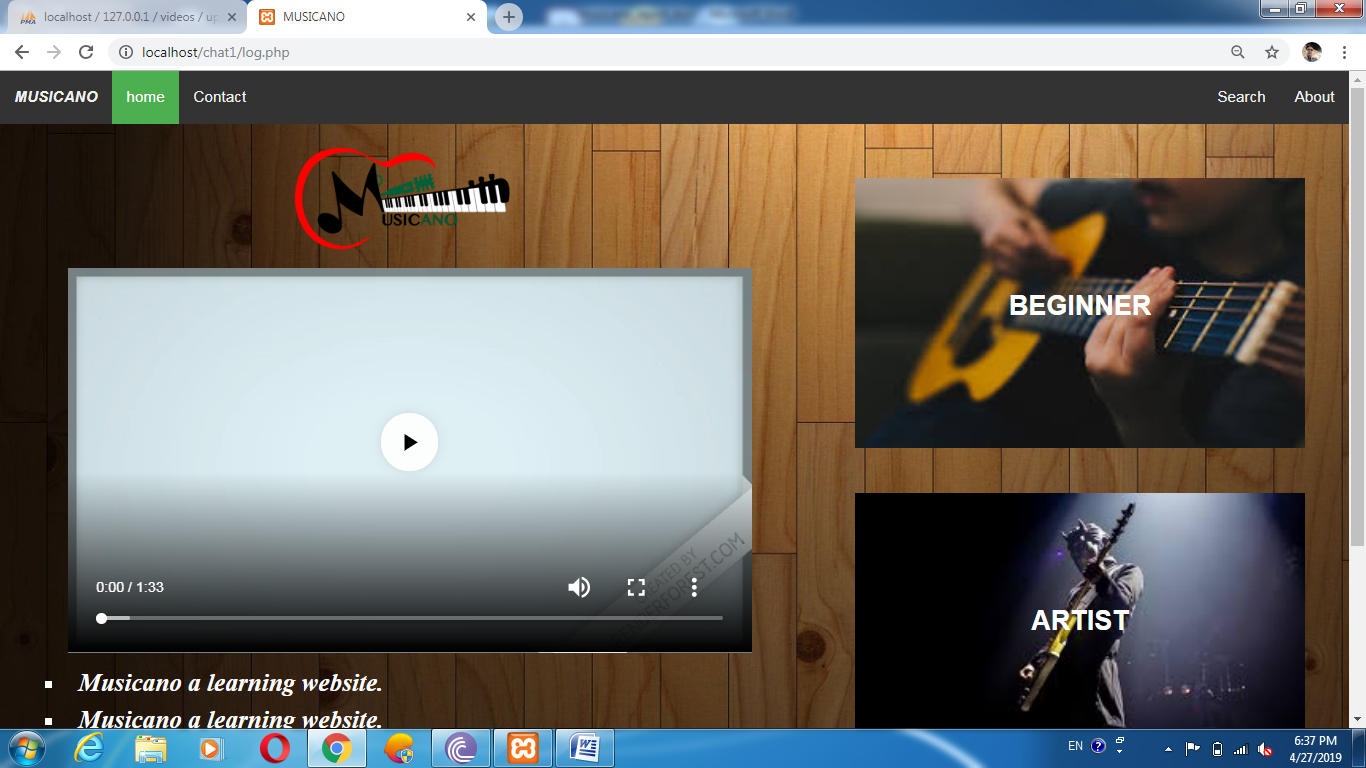 localhost / 127.0.0.1 / videos / up
MUSICANO
localhost/chat1/log.php
MUSICANO
home
Contact
Search
About
MUSICANO
BEGINNER
0:00 / 1:33
ARTIST
Musicano a learning website.
Musicano a learning website.
EN
6:37 PM
4/27/2019